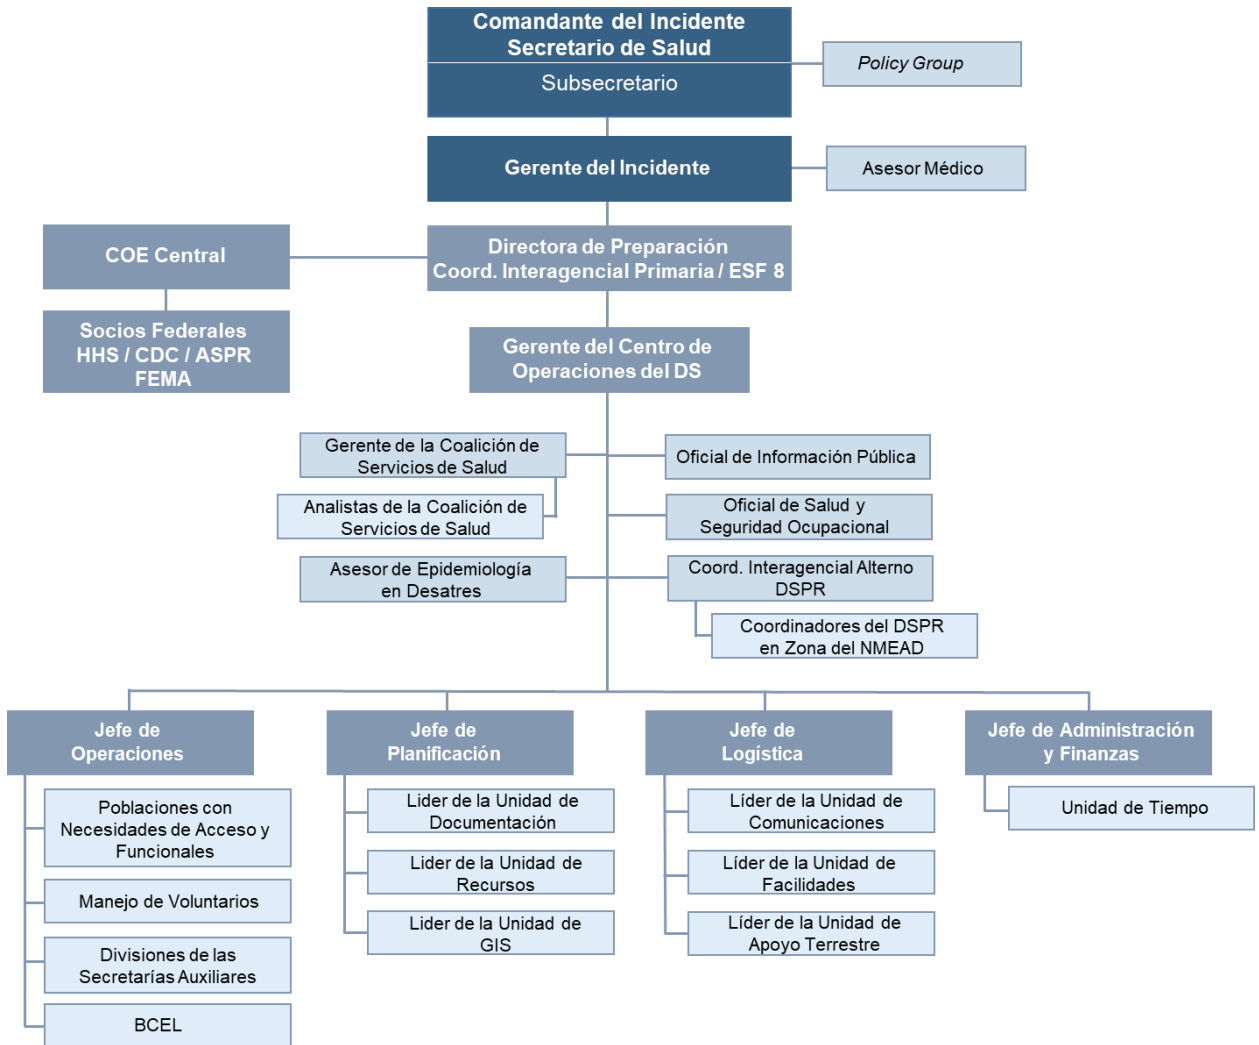 Comandante del Incidente
Secretario de Salud
Subsecretario
Policy Group
Gerente del Incidente
Asesor Médico
COE Central
Directora de Preparación
Coord. Interagencial Primaria / ESF 8
Socios Federales
HHS / CDC / ASPR
FEMA
Gerente del Centro de
Operaciones del DS
Gerente de la Coalición de
Servicios de Salud
Oficial de Información Pública
Analistas de la Coalición de
Servicios de Salud
Oficial de Salud y
Seguridad Ocupacional
Asesor de Epidemiología
en Desatres
Coord. Interagencial Alterno
DSPR
Coordinadores del DSPR
en Zona del NMEAD
Jefe de
Operaciones
Poblaciones con
Necesidades de Acceso y
Funcionales
Manejo de Voluntarios
Divisiones de las
Secretarías Auxiliares
BCEL
Jefe de
Planificación
Lider de la Unidad de
Documentación
Lider de la Unidad de
Recursos
Lider de la Unidad de
GIS
Jefe de
Logística
Líder de la Unidad de
Comunicaciones
Líder de la Unidad de
Facilidades
Líder de la Unidad de
Apoyo Terrestre
Jefe de Administración
y Finanzas
Unidad de Tiempo